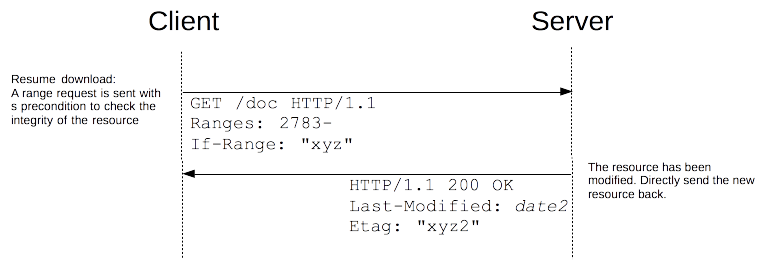 Client
Server
Resume download:
A range request is sent with
s precondition to check the
integrity of the resource
GET /doc HTTP/1.1
Ranges: 2783-
If-Range: "xyz"
The resource has been
modified. Directly send the new
resource back.
HTTP/1.1 200 OK
Last-Modified: date2
Etag: "xyz2"